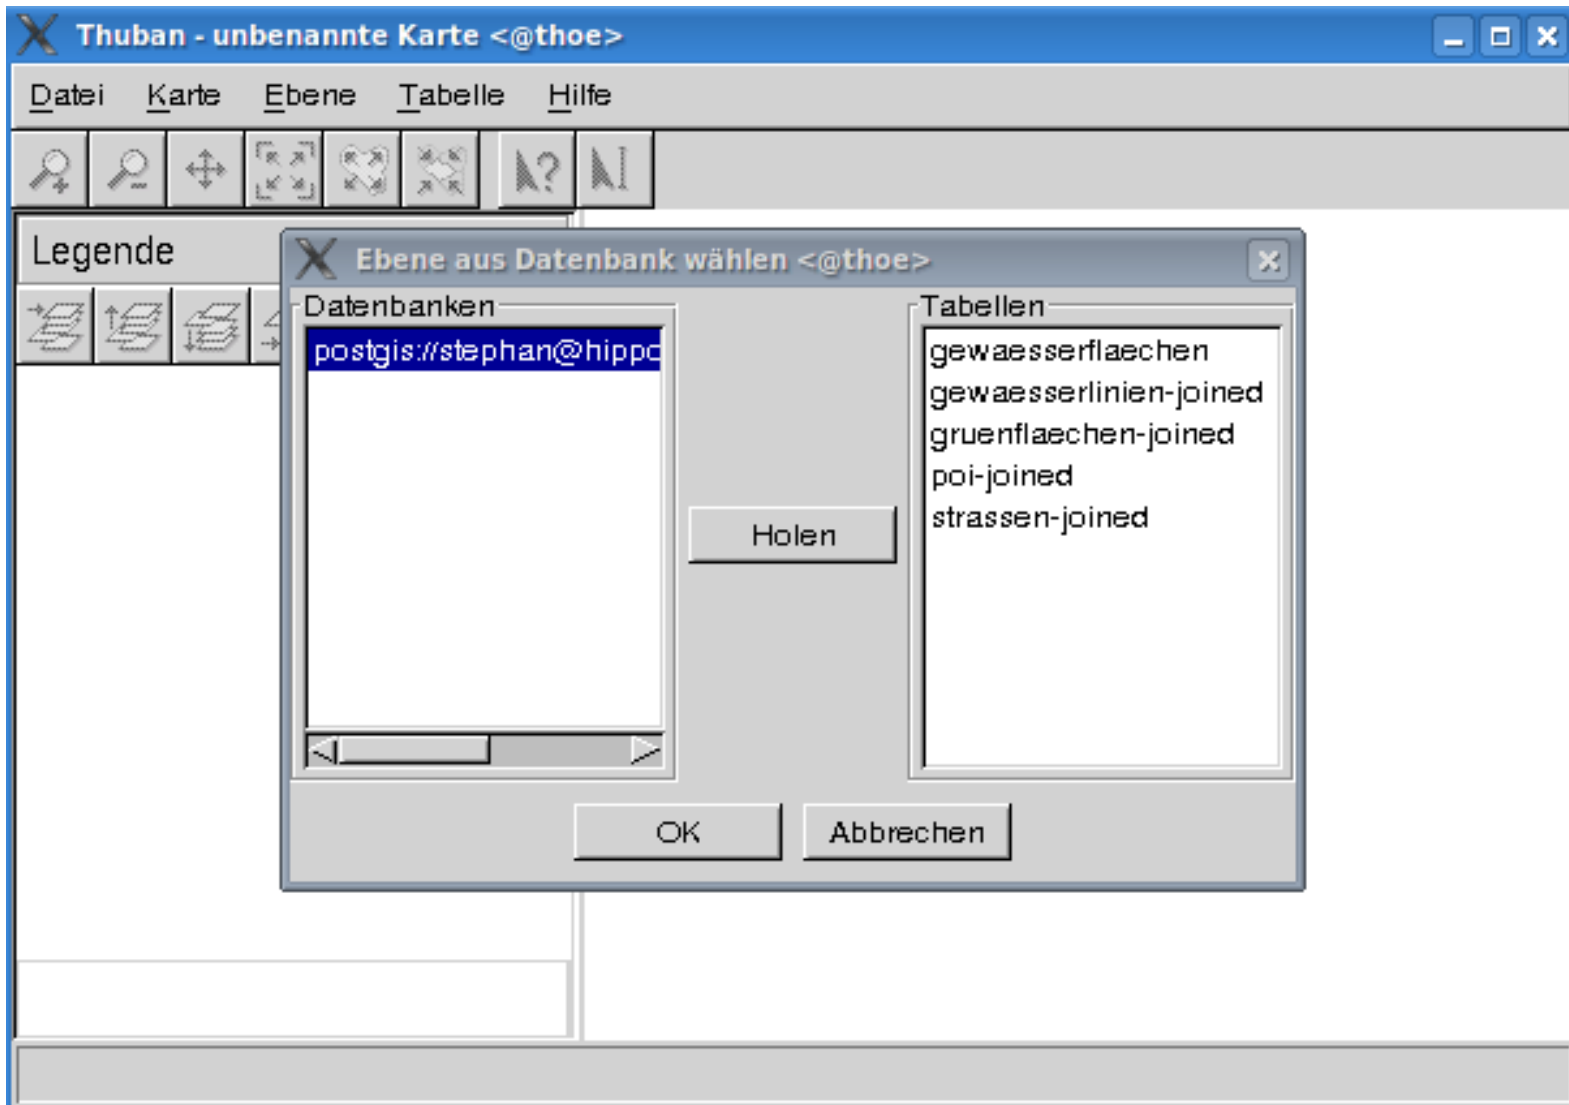 Thuban - unbenannte Karte <@thoe>
Datei Karte Ebene Tabelle Hilfe
Legende
Ebene aus Datenbank wählen <@thoe>
Datenbanken
postgis://stephan@hippo
Holen
Tabellen
gewaesserflaechen
gewaesserlinien-joined
gruenflaechen-joined
poi-joined
strassen-joined
OK Abbrechen